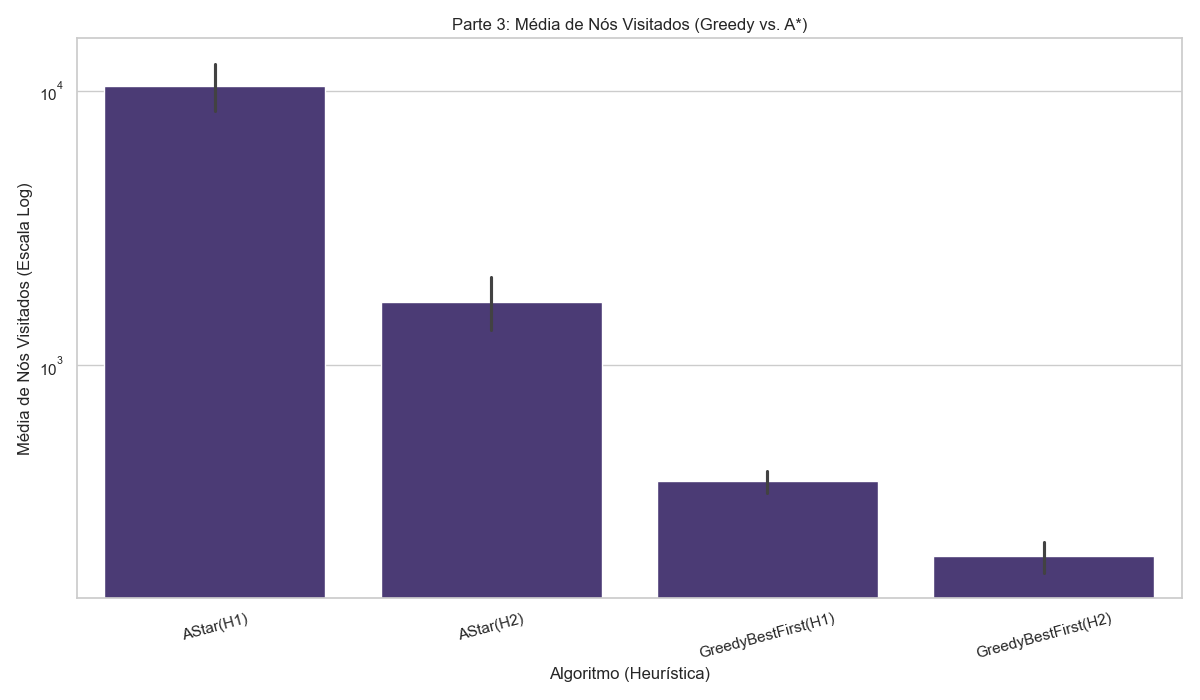 Parte 3: Média de Nós Visitados (Greedy vs. A*)
Média de Nós Visitados (Escala Log)
10^4
10^3
AStar(H1)
AStar(H2)
GreedyBestFirst(H1)
GreedyBestFirst(H2)
Algoritmo (Heurística)